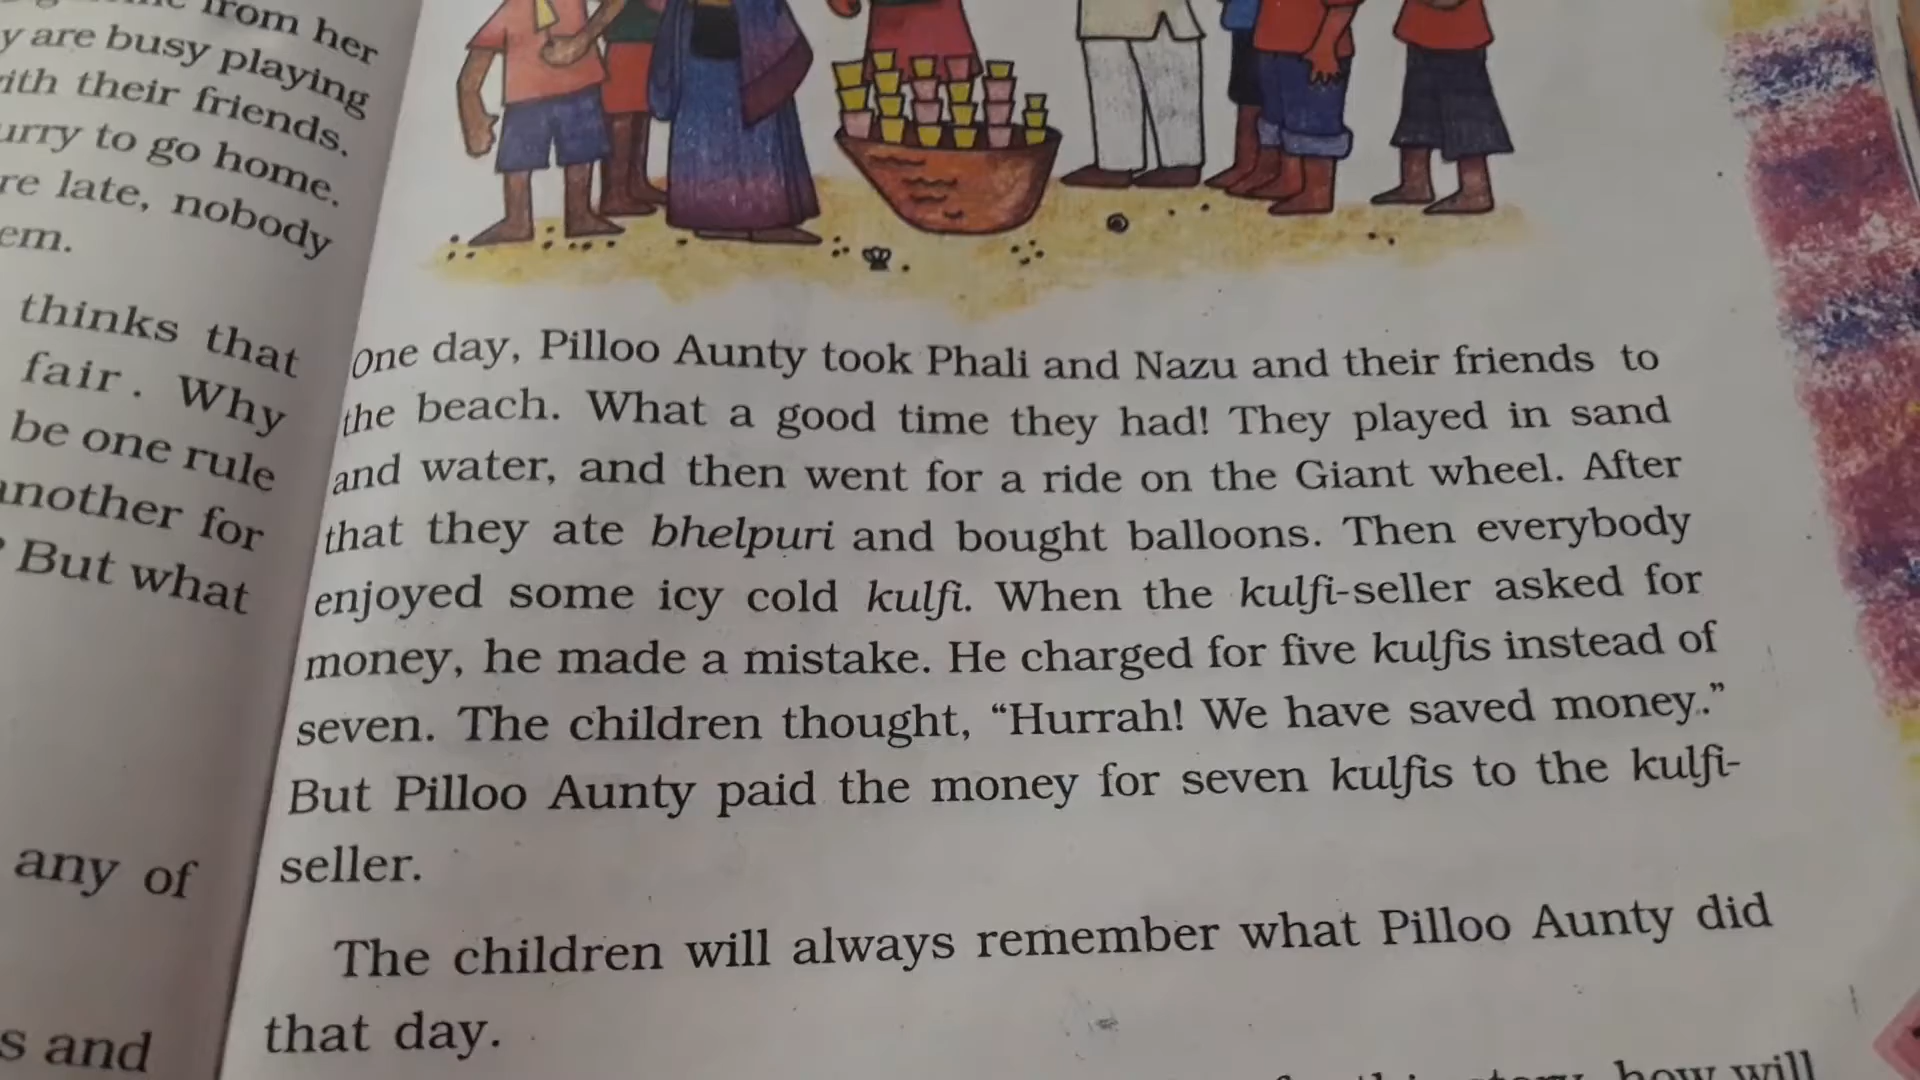 from her
y are busy playing
ith their friends.
urry to go home.
re late, nobody
em.
thinks that
fair. Why
be one rule
another for
? But what
any of
s and
One day, Pilloo Aunty took Phali and Nazu and their friends to
the beach. What a good time they had! They played in sand
and water, and then went for a ride on the Giant wheel. After
that they ate bhelpuri and bought balloons. Then everybody
enjoyed some icy cold kulfi. When the kulfi-seller asked for
money, he made a mistake. He charged for five kulfis instead of
seven. The children thought, “Hurrah! We have saved money.”
But Pilloo Aunty paid the money for seven kulfis to the kulfi-
seller.
The children will always remember what Pilloo Aunty did
that day.
how will